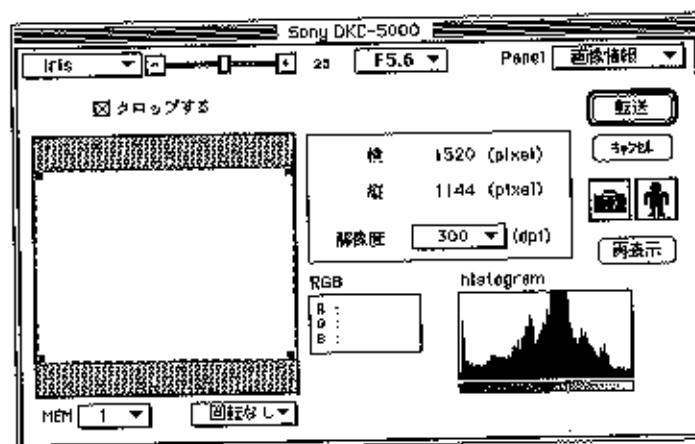 Sony DKC-5000
Iris - + 25 F5.6 Panel 画像情報
クロップする
転送
横 1520 (pixel)
キャンセル
縦 1144 (pixel)
解像度 300 (dpi)
再表示
RGB
R :
G :
B :
histogram
MEM 1 回転なし